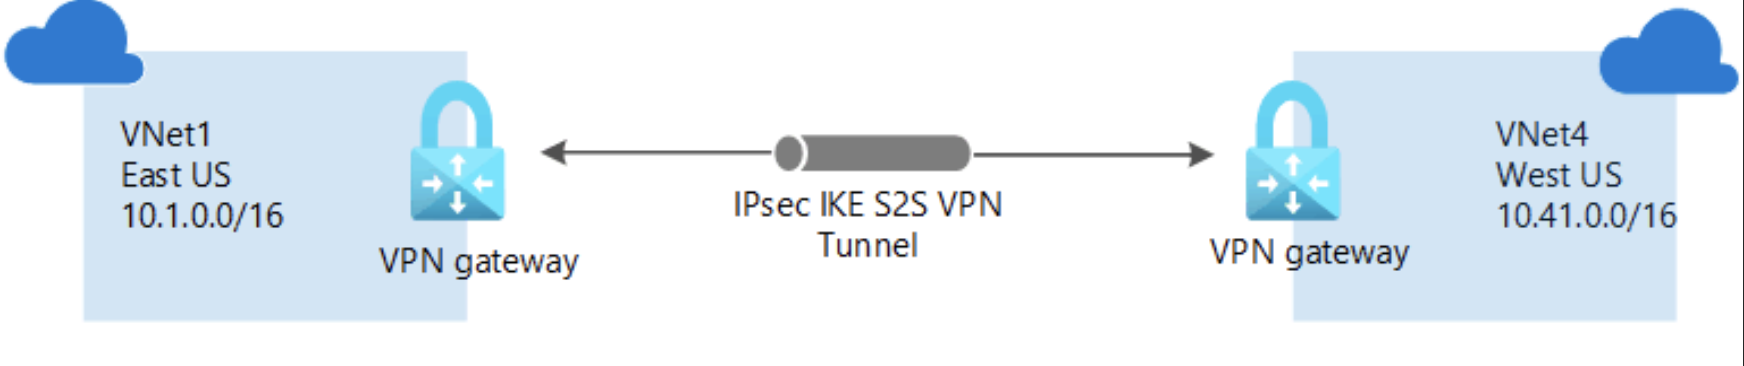 VNet1
East US
10.1.0.0/16
VPN gateway
IPsec IKE S2S VPN
Tunnel
VNet4
West US
10.41.0.0/16
VPN gateway